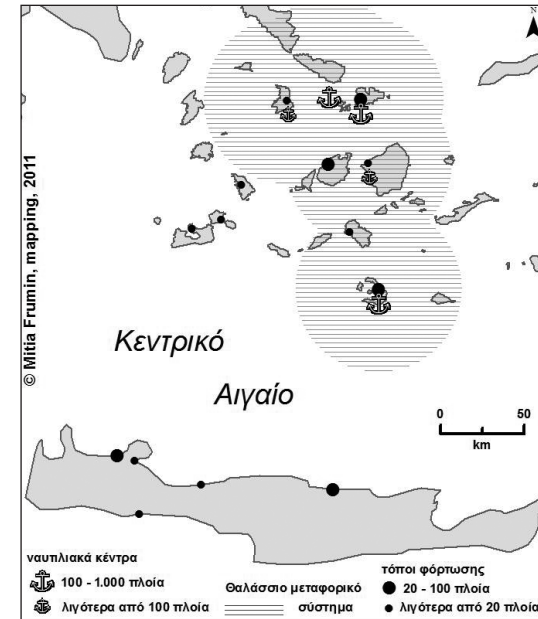 N
© Mitia Frumin, mapping, 2011
Κεντρικό
Αιγαίο
0 50
km
ναυτιλιακά κέντρα
100 - 1.000 πλοία
λιγότερα από 100 πλοία
Θαλάσσιο μεταφορικό
σύστημα
τόποι φόρτωσης
20 - 100 πλοία
λιγότερα από 20 πλοία